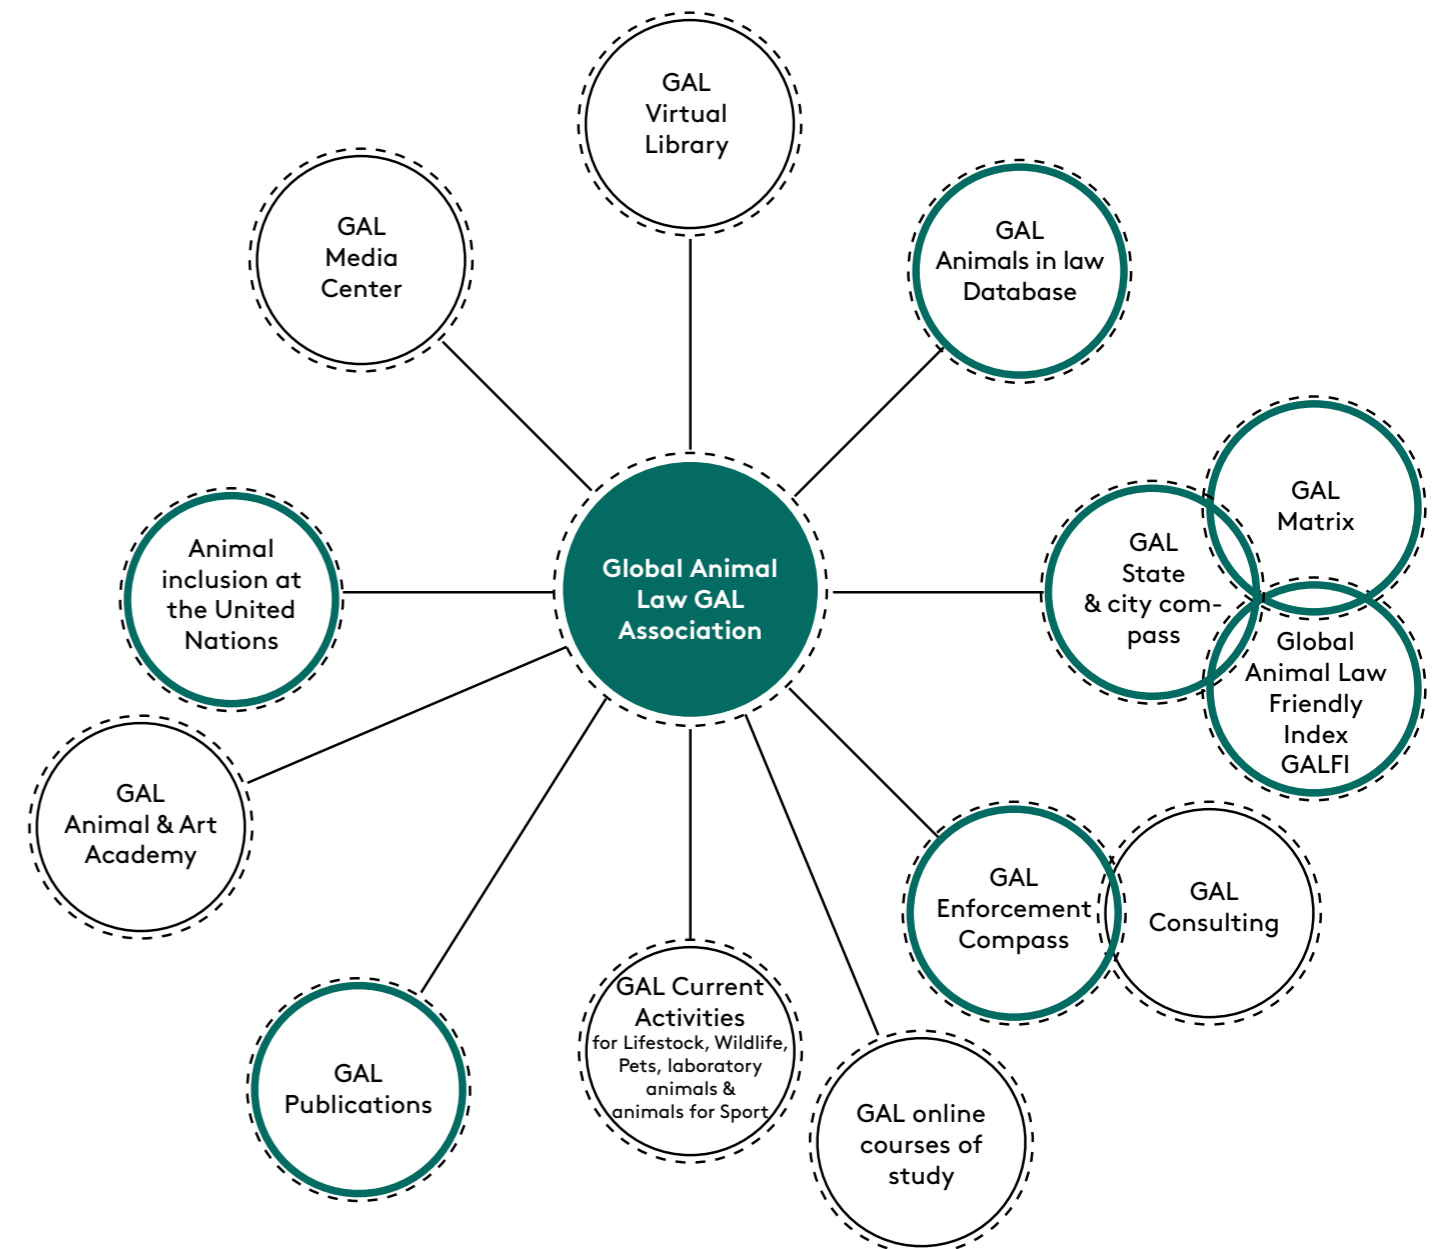 GAL
Virtual
Library
GAL
Media
Center
GAL
Animals in law
Database
GAL
Matrix
GAL
State
& city com-
pass
Global
Animal Law
Friendly
Index
GALFI
Global Animal
Law GAL
Association
Animal
inclusion at
the United
Nations
GAL
Animal & Art
Academy
GAL
Enforcement
Compass
GAL
Consulting
GAL
Publications
GAL Current
Activities
for Lifestock, Wildlife,
Pets, laboratory
animals &
animals for Sport
GAL online
courses of
study